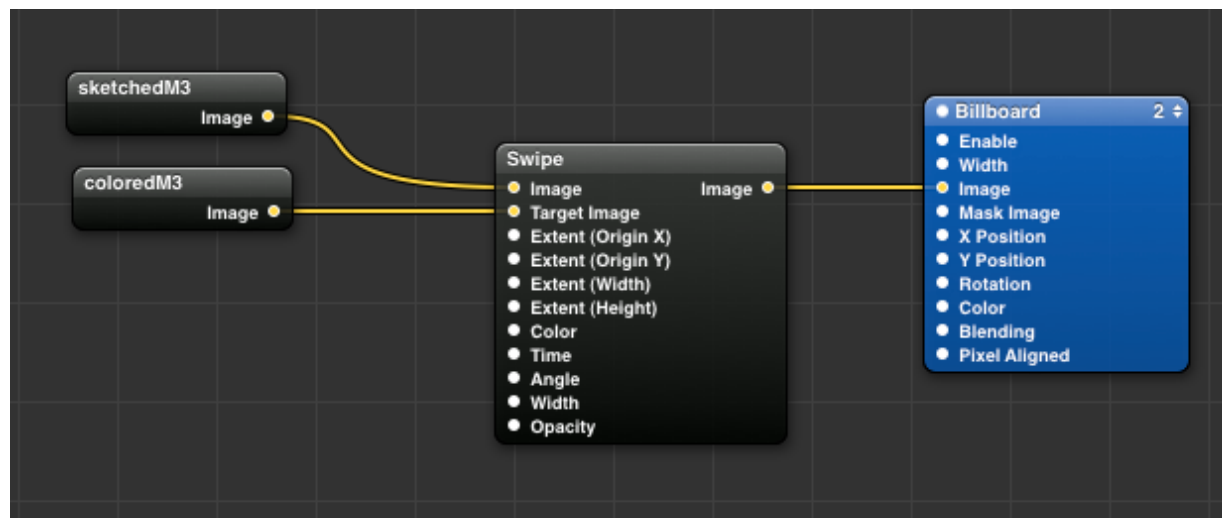 sketchedM3
Image
coloredM3
Image
Swipe
Image Image
Target Image
Extent (Origin X)
Extent (Origin Y)
Extent (Width)
Extent (Height)
Color
Time
Angle
Width
Opacity
Billboard 2
Enable
Width
Image
Mask Image
X Position
Y Position
Rotation
Color
Blending
Pixel Aligned